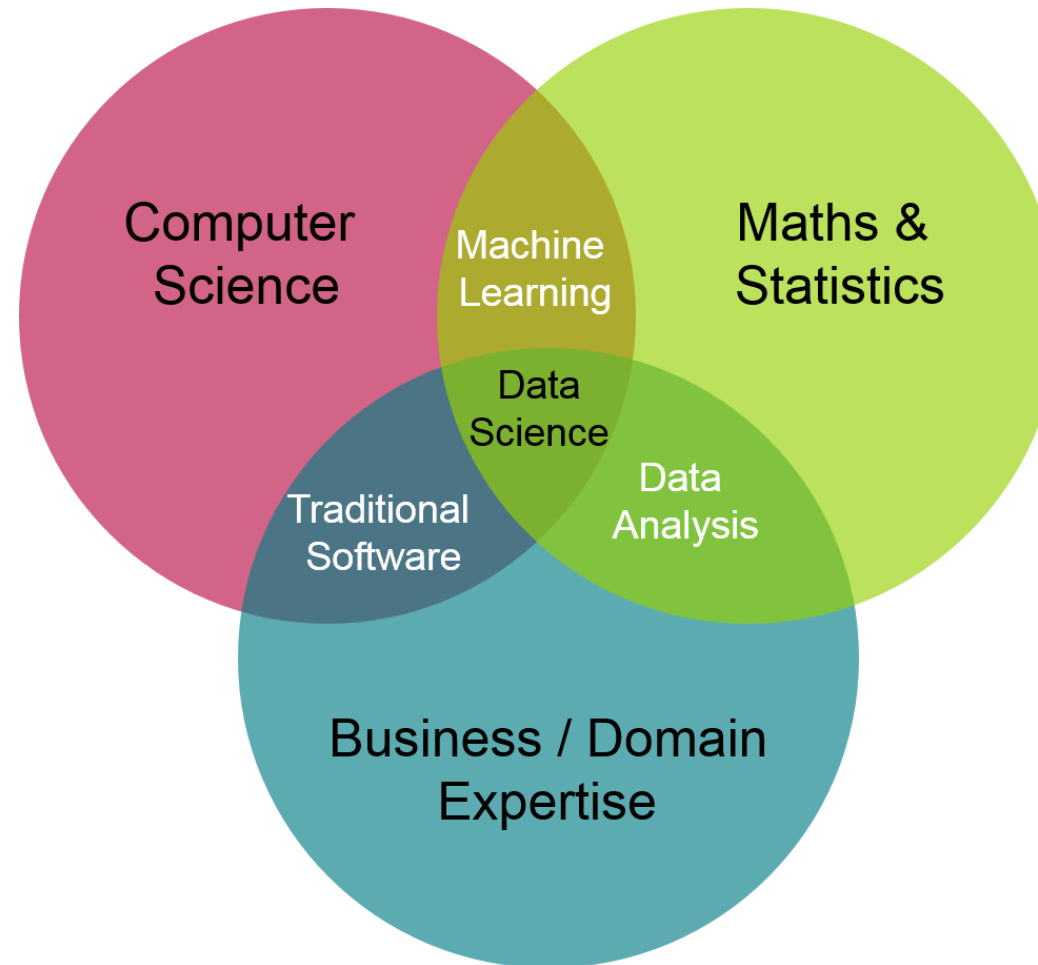 Computer
Science
Maths &
Statistics
Machine
Learning
Data
Science
Traditional
Software
Data
Analysis
Business / Domain
Expertise